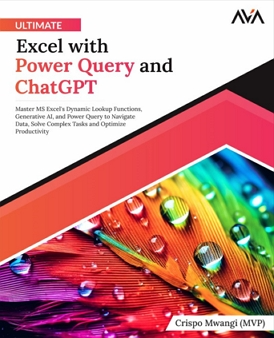 AVA
ULTIMATE
Excel with
Power Query and
ChatGPT
Master MS Excel's Dynamic Lookup Functions,
Generative AI, and Power Query to Navigate
Data, Solve Complex Tasks and Optimize
Productivity
Crispo Mwangi (MVP)